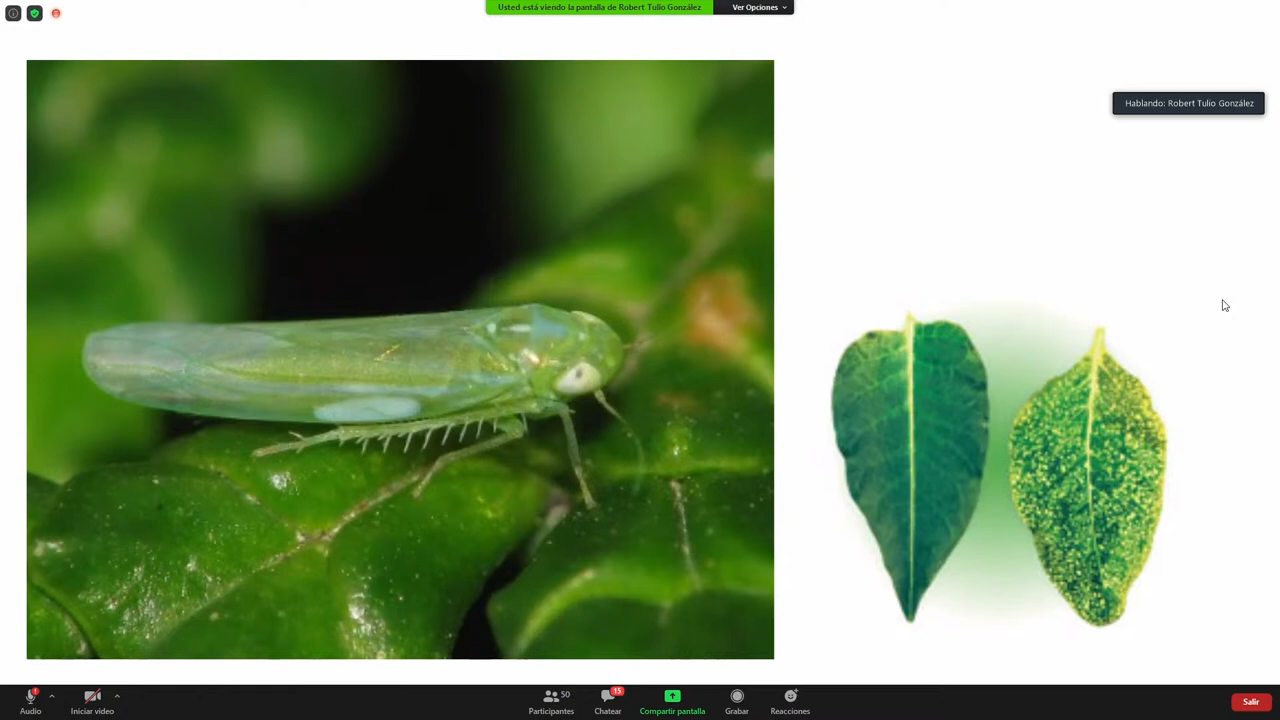 Usted está viendo la pantalla de Robert Tulio González
Ver Opciones
Hablando: Robert Tulio González
Audio
Iniciar video
50
Participantes
15
Chatear
Compartir pantalla
Grabar
Reacciones
Salir